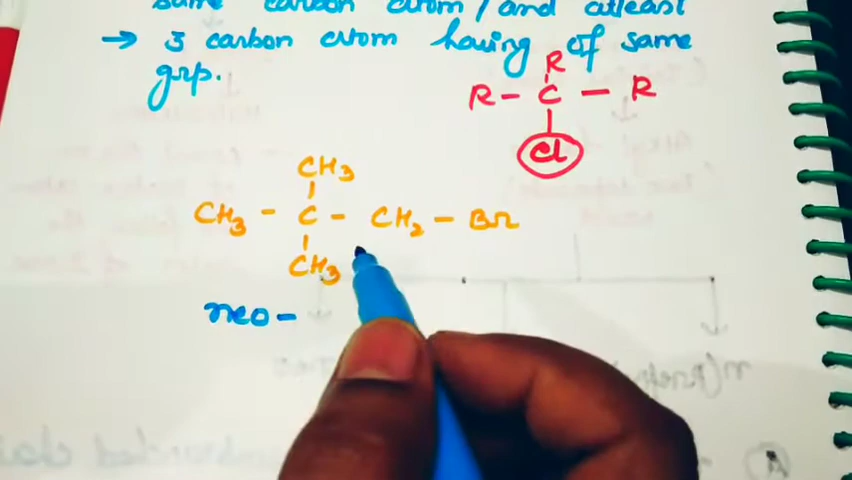 same carbon atom, and atleast
→ 3 carbon atom having of same
grp.
R
R - C - R
Cl
CH3
CH3 - C - CH2 - Br
CH3
neo -